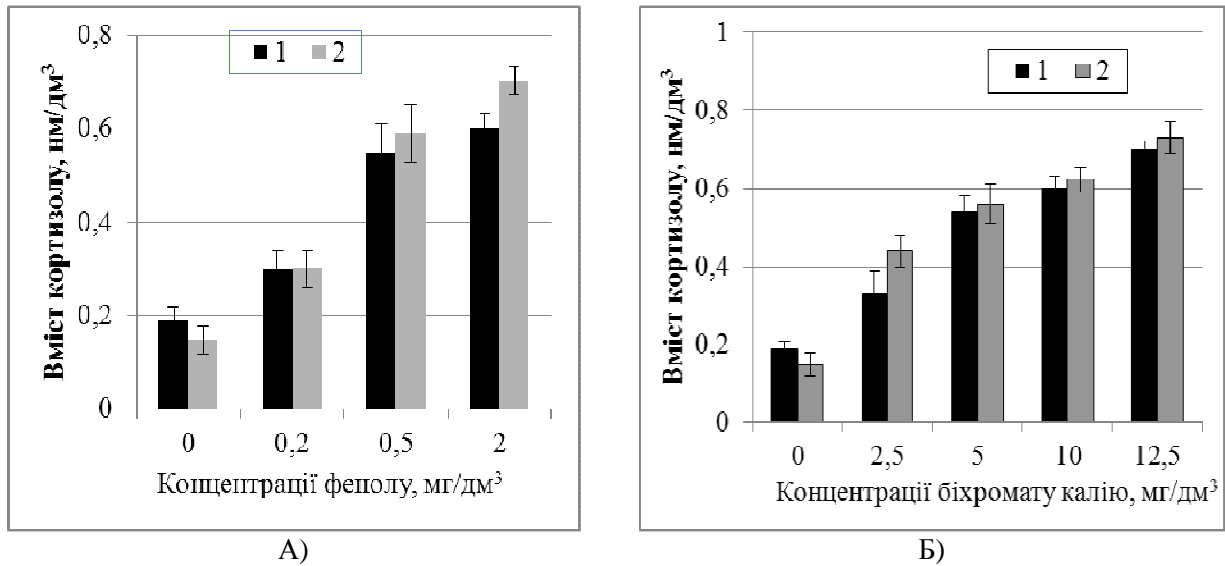 Вміст кортизолу, нм/дм³
0,8
0,6
0,4
0,2
0
1 2
0 0,2 0,5 2
Концентрації фенолу, мг/дм³
А)
Вміст кортизолу, нм/дм³
1
0,8
0,6
0,4
0,2
0
1 2
0 2,5 5 10 12,5
Концентрації біхромату калію, мг/дм³
Б)